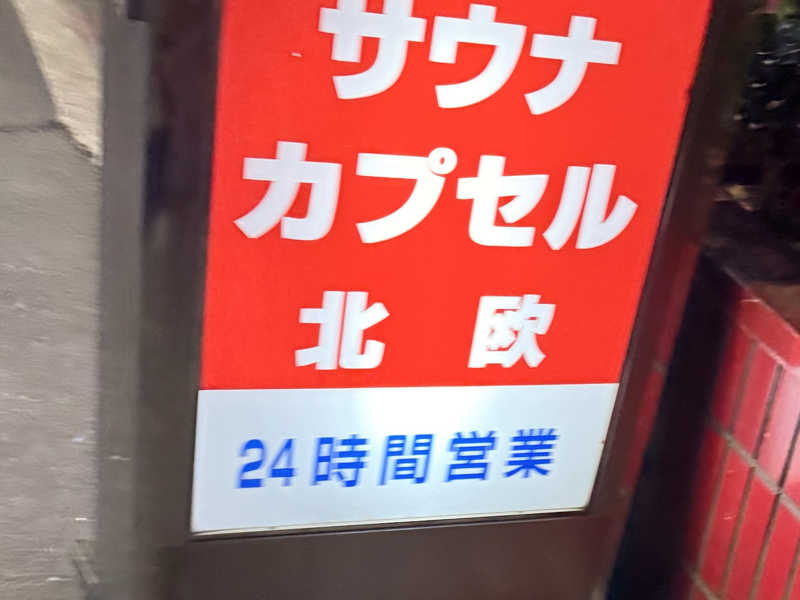 サウナ
カプセル
北欧
24時間営業